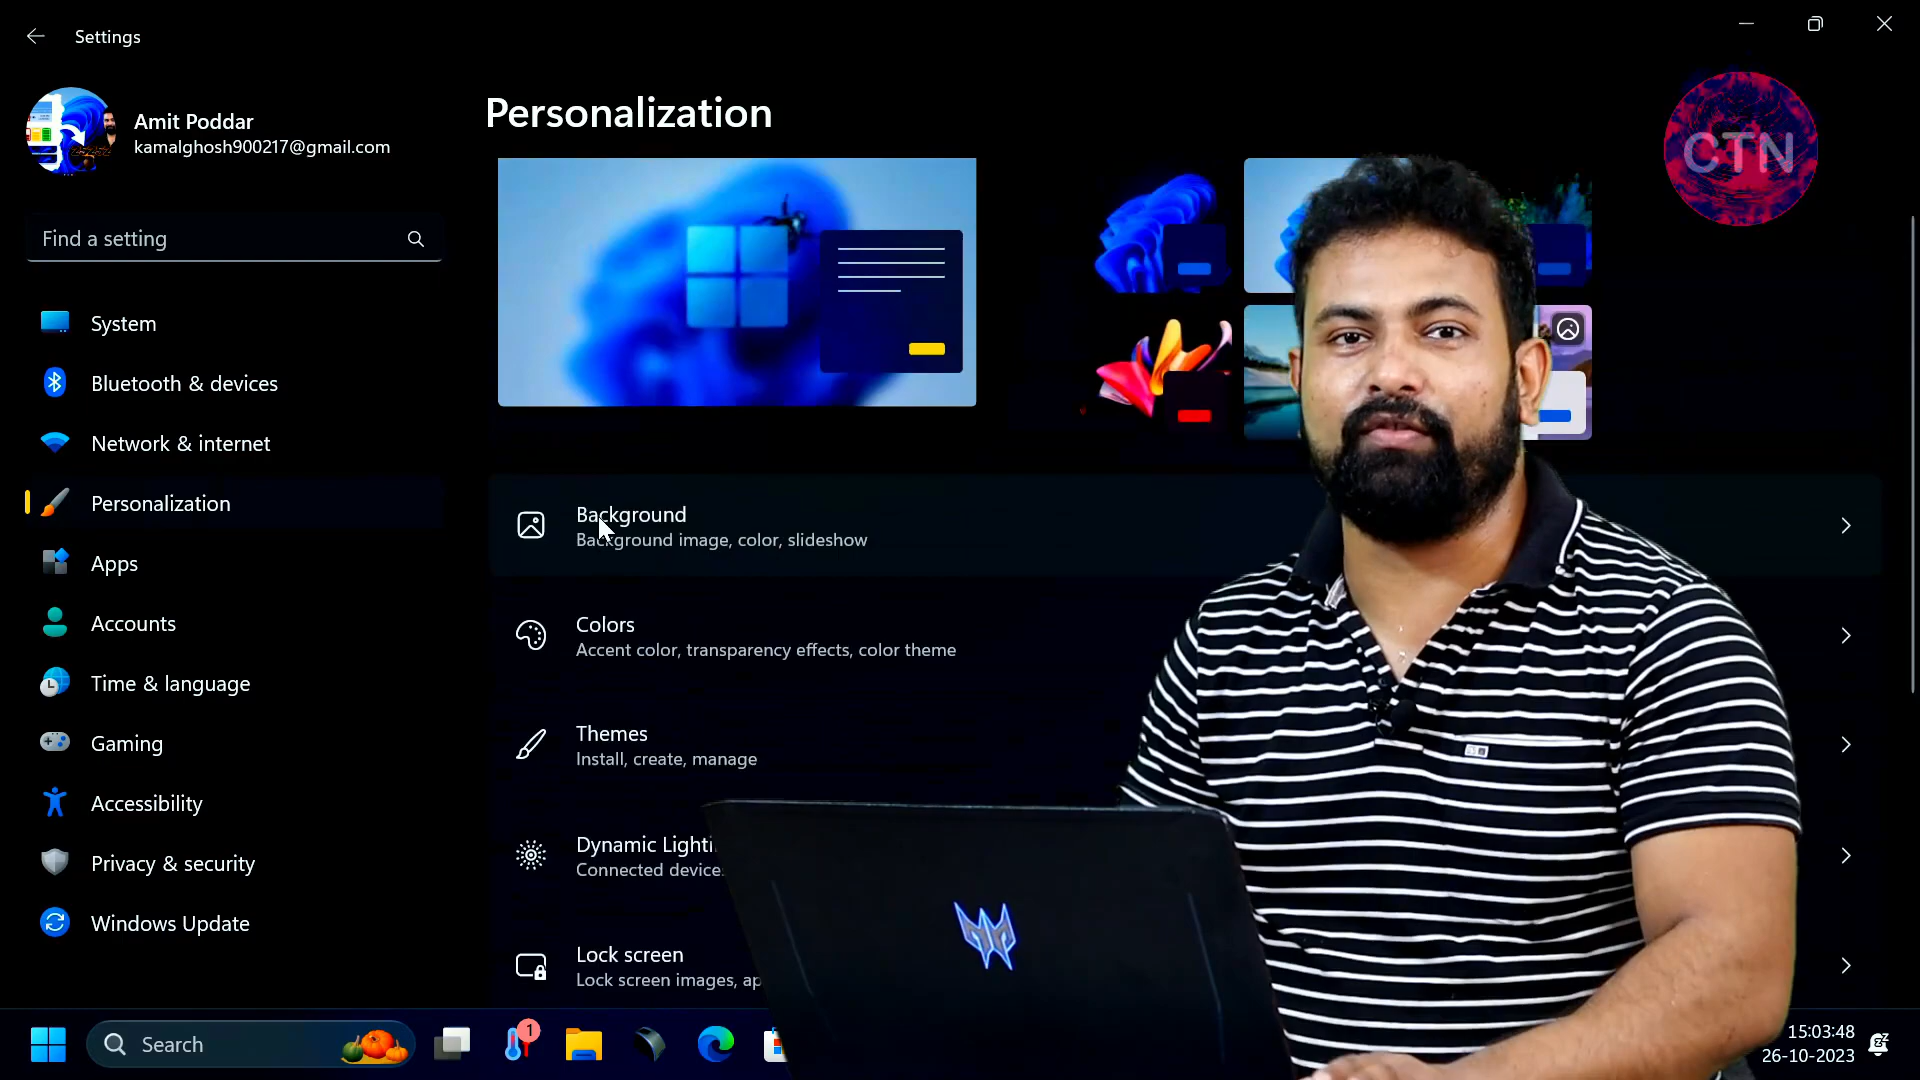 Settings
Amit Poddar
kamalghosh900217@gmail.com
Find a setting
System
Bluetooth & devices
Network & internet
Personalization
Apps
Accounts
Time & language
Gaming
Accessibility
Privacy & security
Windows Update
Personalization
CTN
Background
Background image, color, slideshow
Colors
Accent color, transparency effects, color theme
Themes
Install, create, manage
Dynamic Lighti
Connected device
Lock screen
Lock screen images, ap
Search
1
15:03:48
26-10-2023